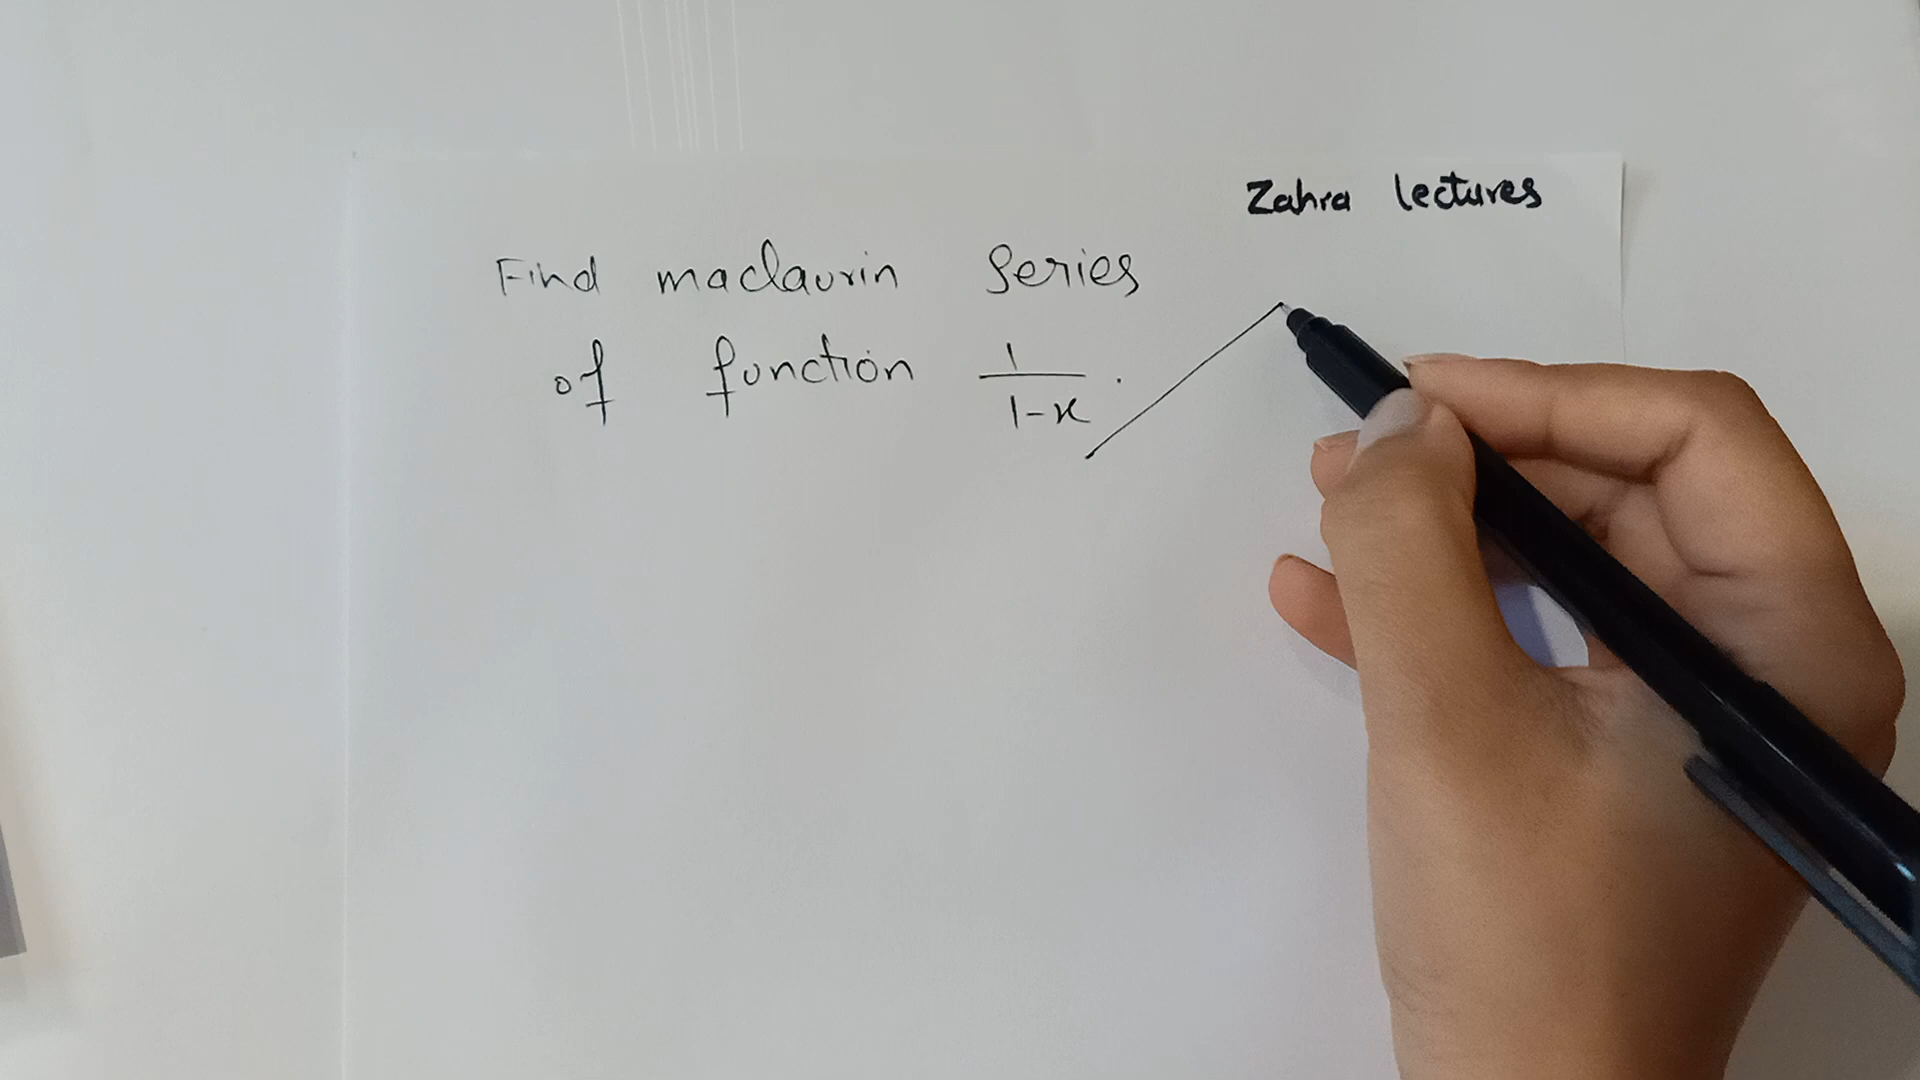 Zahra lectures
Find maclaurin Series
of function 1/1-x .